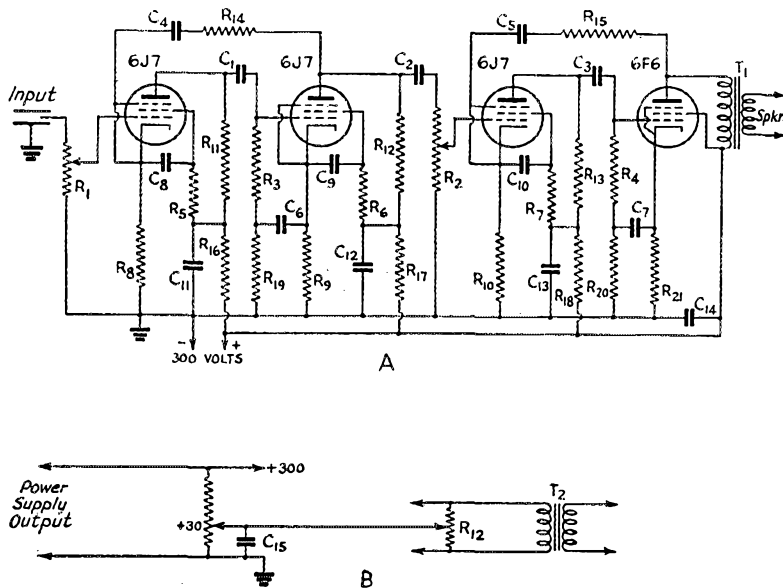 C4
R14
C5
R15
6J7
C1
6J7
C2
6J7
C3
6F6
T1
Input
Spkr
R1
C8
R11
R3
C9
R12
R2
C10
R13
R4
R5
C6
R6
R7
C7
R8
R16
C11
R19
R9
C12
R17
R10
C13
R18
R20
R21
C14
- +
300 VOLTS
A
+300
Power
Supply
Output
+30
C15
R12
T2
B